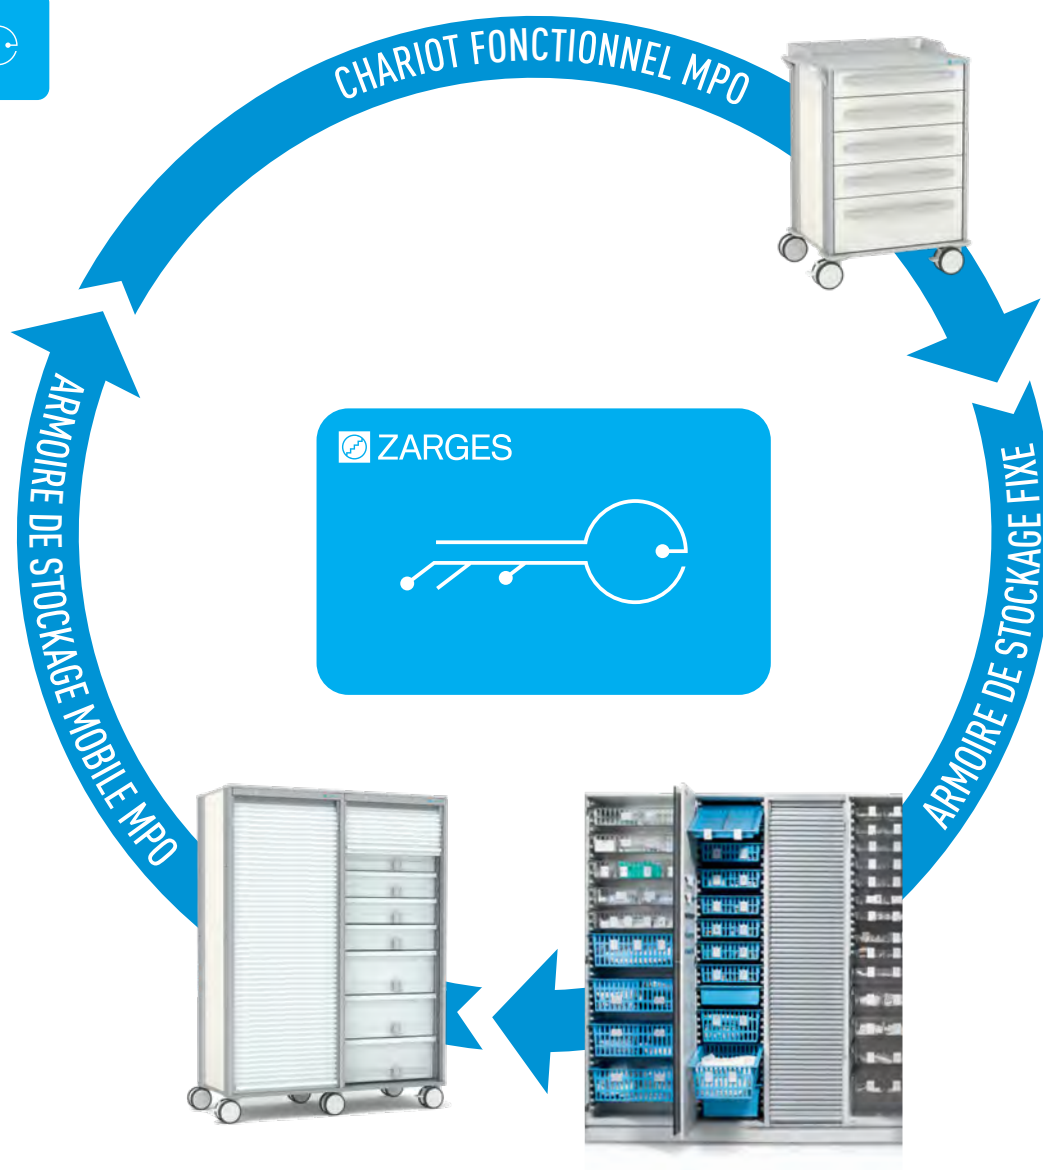 CHARIOT FONCTIONNEL MPO
ARMOIRE DE STOCKAGE FIXE
ARMOIRE DE STOCKAGE MOBILE MPO
ZARGES